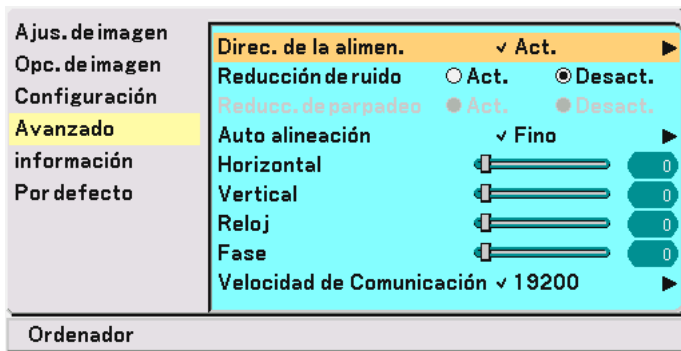 Ajus. de imagen
Opc. de imagen
Configuración
Avanzado
información
Por defecto
Direc. de la alimen. Act.
Reducción de ruido Act. Desact.
Reducc. de parpadeo Act. Desact.
Auto alineación Fino
Horizontal 0
Vertical 0
Reloj 0
Fase 0
Velocidad de Comunicación 19200
Ordenador